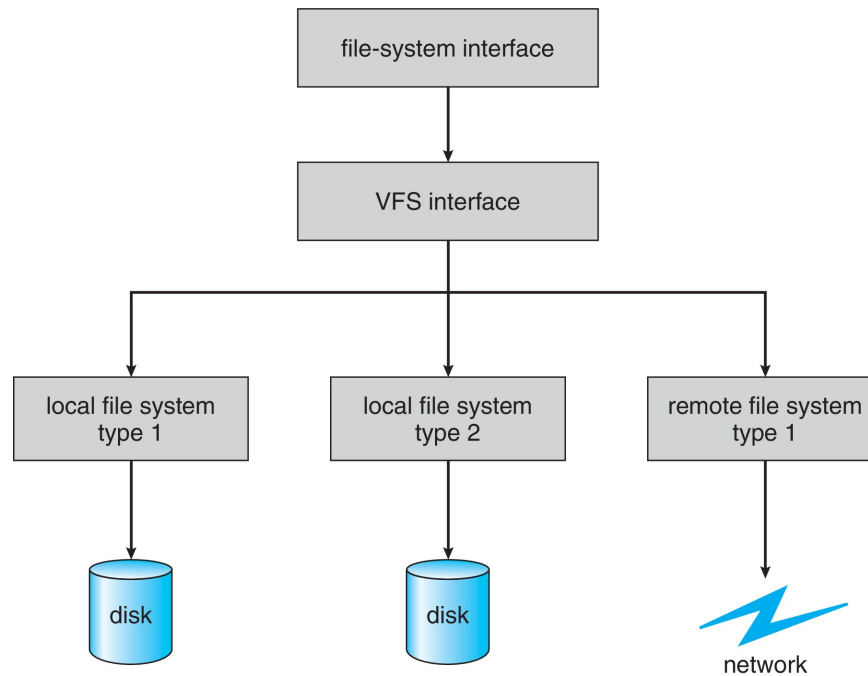 file-system interface
VFS interface
local file system
type 1
local file system
type 2
remote file system
type 1
disk
disk
network